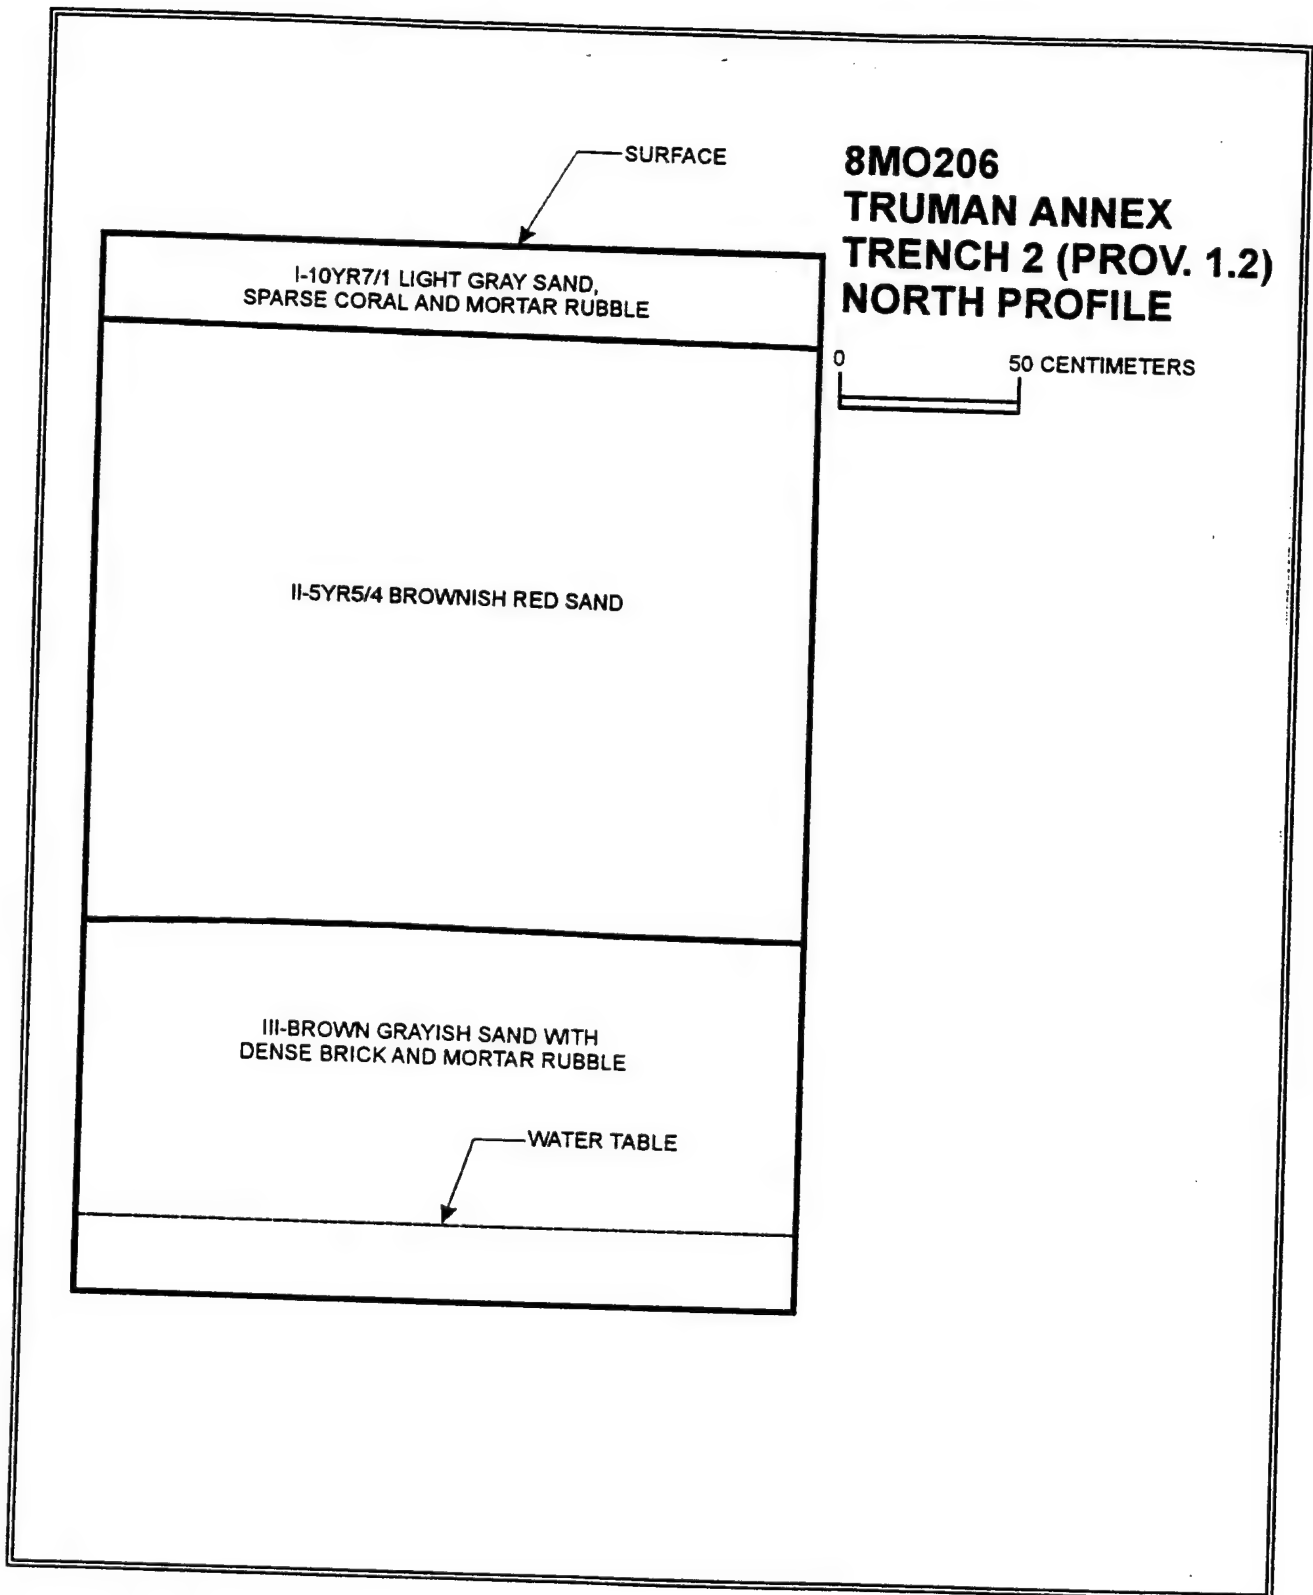 SURFACE
8MO206
TRUMAN ANNEX
TRENCH 2 (PROV. 1.2)
NORTH PROFILE
0 50 CENTIMETERS
I-10YR7/1 LIGHT GRAY SAND,
SPARSE CORAL AND MORTAR RUBBLE
II-5YR5/4 BROWNISH RED SAND
III-BROWN GRAYISH SAND WITH
DENSE BRICK AND MORTAR RUBBLE
WATER TABLE